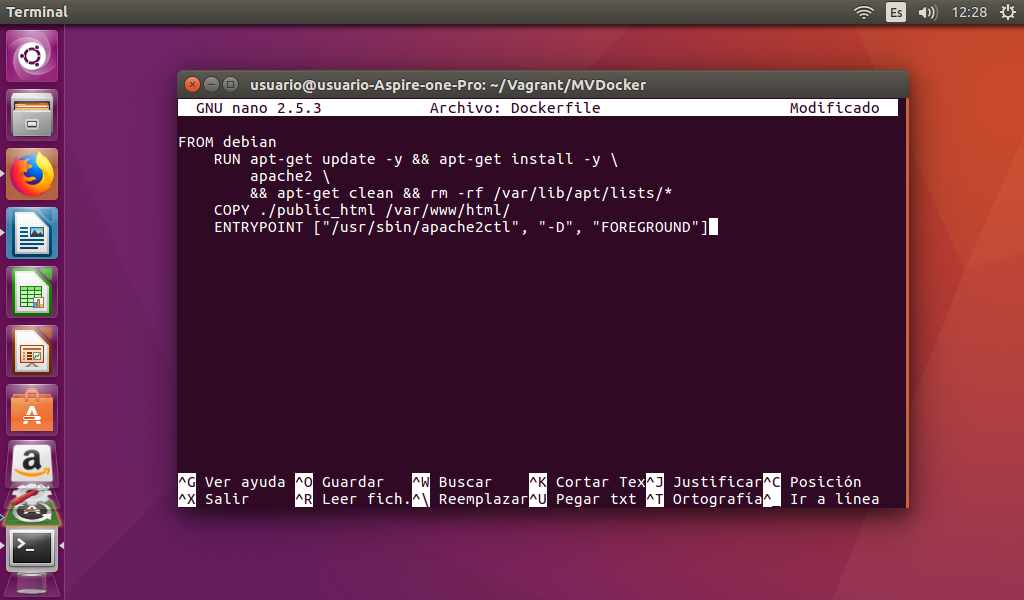 Terminal
Es
12:28
usuario@usuario-Aspire-one-Pro: ~/Vagrant/MVDocker
GNU nano 2.5.3 Archivo: Dockerfile Modificado
FROM debian
RUN apt-get update -y && apt-get install -y \
apache2 \
&& apt-get clean && rm -rf /var/lib/apt/lists/*
COPY ./public_html /var/www/html/
ENTRYPOINT ["/usr/sbin/apache2ctl", "-D", "FOREGROUND"]
^G Ver ayuda ^O Guardar ^W Buscar ^K Cortar Tex^J Justificar^C Posición
^X Salir ^R Leer fich.^\ Reemplazar^U Pegar txt ^T Ortografía^_ Ir a línea